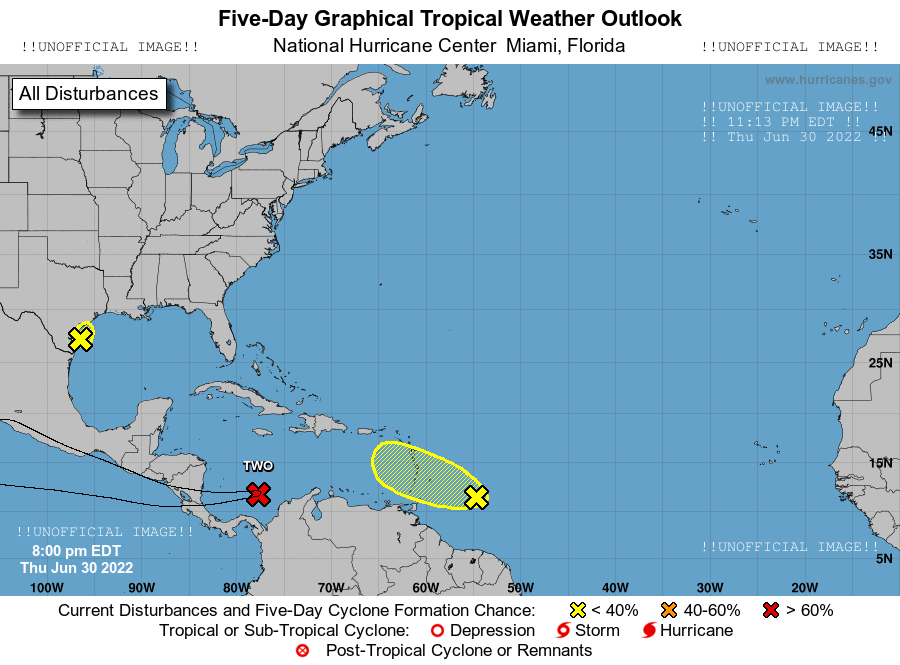 Five-Day Graphical Tropical Weather Outlook
!!UNOFFICIAL IMAGE!! National Hurricane Center  Miami, Florida !!UNOFFICIAL IMAGE!!
All Disturbances
www.hurricanes.gov
!!UNOFFICIAL IMAGE!!
!! 11:13 PM EDT !!
!! Thu Jun 30 2022 !!
45N
35N
25N
15N
TWO
!!UNOFFICIAL IMAGE!!
8:00 pm EDT
Thu Jun 30 2022
!!UNOFFICIAL IMAGE!!
5N
100W 90W 80W 70W 60W 50W 40W 30W 20W
Current Disturbances and Five-Day Cyclone Formation Chance: < 40% 40-60% > 60%
Tropical or Sub-Tropical Cyclone: Depression Storm Hurricane
Post-Tropical Cyclone or Remnants